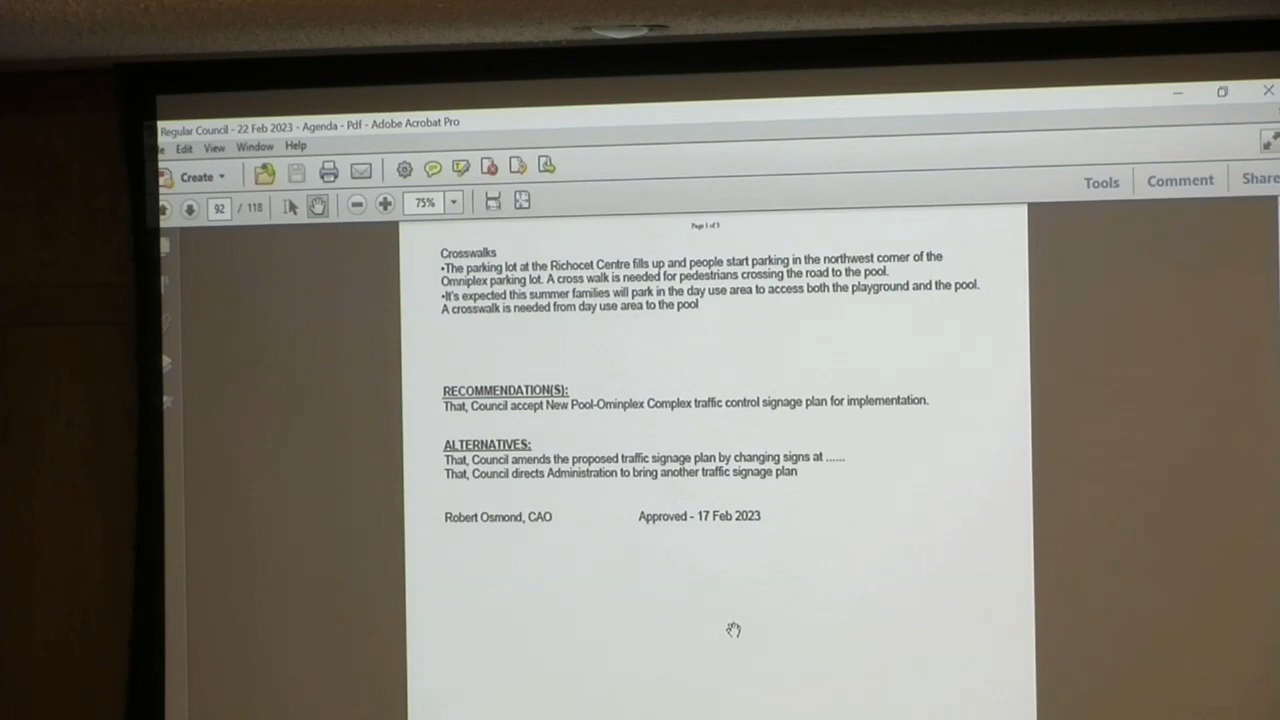 Regular Council - 22 Feb 2023 - Agenda - Pdf - Adobe Acrobat Pro
Edit View Window Help
Create
Tools Comment Share
92 / 118 75%
Page 1 of 3
Crosswalks
•The parking lot at the Richocet Centre fills up and people start parking in the northwest corner of the
Omniplex parking lot. A cross walk is needed for pedestrians crossing the road to the pool.
•It's expected this summer families will park in the day use area to access both the playground and the pool.
A crosswalk is needed from day use area to the pool
RECOMMENDATION(S):
That, Council accept New Pool-Ominplex Complex traffic control signage plan for implementation.
ALTERNATIVES:
That, Council amends the proposed traffic signage plan by changing signs at ......
That, Council directs Administration to bring another traffic signage plan
Robert Osmond, CAO Approved - 17 Feb 2023